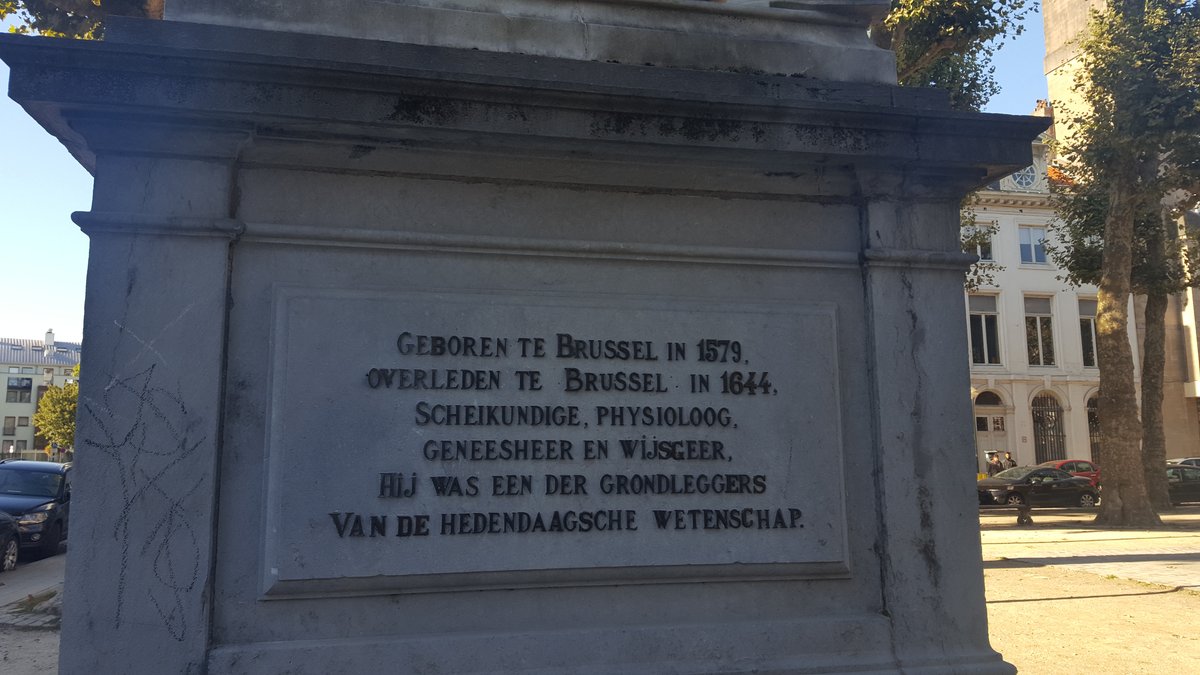 GEBOREN TE BRUSSEL IN 1579,
OVERLEDEN TE BRUSSEL IN 1644,
SCHEIKUNDIGE, PHYSIOLOOG,
GENEESHEER EN WIJSGEER,
HIJ WAS EEN DER GRONDLEGGERS
VAN DE HEDENDAAGSCHE WETENSCHAP.